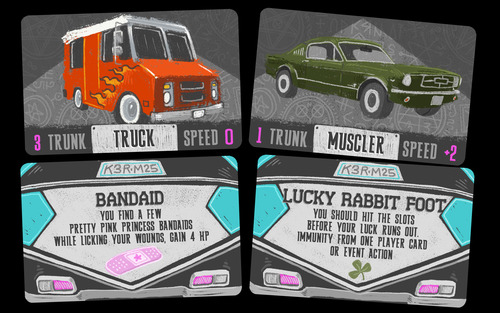 3 TRUNK TRUCK SPEED 0
1 TRUNK MUSCLER SPEED +2
K3R·M25
BANDAID
YOU FIND A FEW
PRETTY PINK PRINCESS BANDAIDS
WHILE LICKING YOUR WOUNDS, GAIN 4 HP
K3R·M25
LUCKY RABBIT FOOT
YOU SHOULD HIT THE SLOTS
BEFORE YOUR LUCK RUNS OUT.
IMMUNITY FROM ONE PLAYER CARD
OR EVENT ACTION